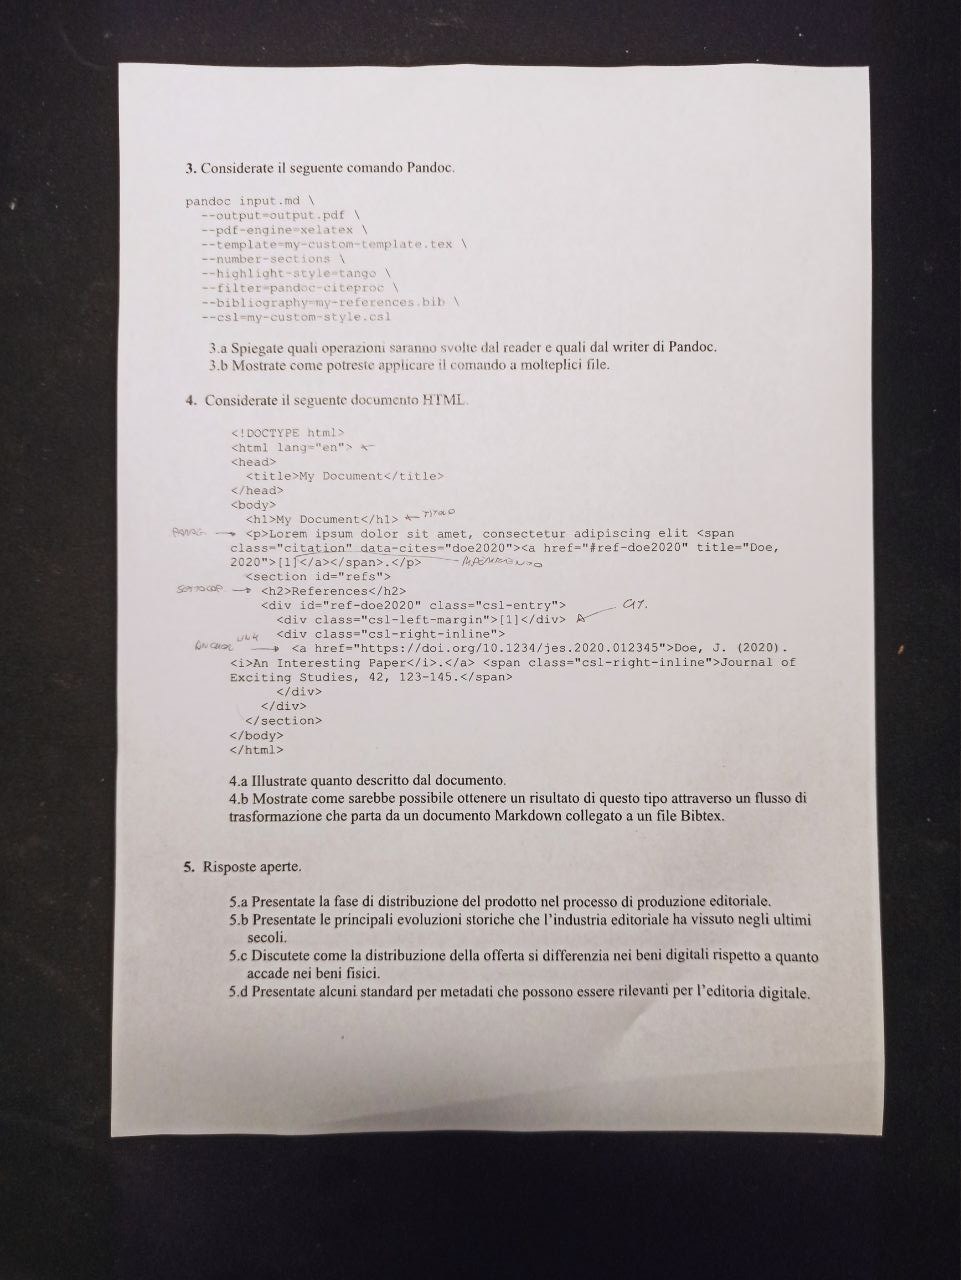 3. Considerate il seguente comando Pandoc.
pandoc input.md \
--output=output.pdf \
--pdf-engine=xelatex \
--template=my-custom-template.tex \
--number-sections \
--highlight-style=tango \
--filter=pandoc-citeproc \
--bibliography=my-references.bib \
--csl=my-custom-style.csl
3.a Spiegate quali operazioni saranno svolte dal reader e quali dal writer di Pandoc.
3.b Mostrate come potreste applicare il comando a molteplici file.
4. Considerate il seguente documento HTML.
<!DOCTYPE html>
<html lang="en">
<head>
<title>My Document</title>
</head>
<body>
<h1>My Document</h1> TITOLO
<p>Lorem ipsum dolor sit amet, consectetur adipiscing elit <span
class="citation" data-cites="doe2020"><a href="#ref-doe2020" title="Doe,
2020">[1]</a></span>.</p>
<section id="refs">
<h2>References</h2>
<div id="ref-doe2020" class="csl-entry">
<div class="csl-left-margin">[1]</div> CIT.
<div class="csl-right-inline">
<a href="https://doi.org/10.1234/jes.2020.012345">Doe, J. (2020).
<i>An Interesting Paper</i>.</a> <span class="csl-right-inline">Journal of
Exciting Studies, 42, 123-145.</span>
</div>
</div>
</section>
</body>
</html>
4.a Illustrate quanto descritto dal documento.
4.b Mostrate come sarebbe possibile ottenere un risultato di questo tipo attraverso un flusso di
trasformazione che parta da un documento Markdown collegato a un file Bibtex.
5. Risposte aperte.
5.a Presentate la fase di distribuzione del prodotto nel processo di produzione editoriale.
5.b Presentate le principali evoluzioni storiche che l'industria editoriale ha vissuto negli ultimi
secoli.
5.c Discutete come la distribuzione della offerta si differenzia nei beni digitali rispetto a quanto
accade nei beni fisici.
5.d Presentate alcuni standard per metadati che possono essere rilevanti per l'editoria digitale.